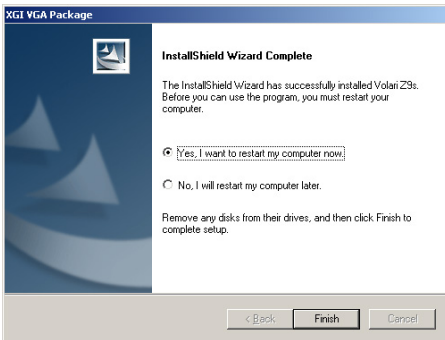 XGI VGA Package
InstallShield Wizard Complete
The InstallShield Wizard has successfully installed Volari Z9s.
Before you can use the program, you must restart your
computer.
Yes, I want to restart my computer now.
No, I will restart my computer later.
Remove any disks from their drives, and then click Finish to
complete setup.
< Back Finish Cancel